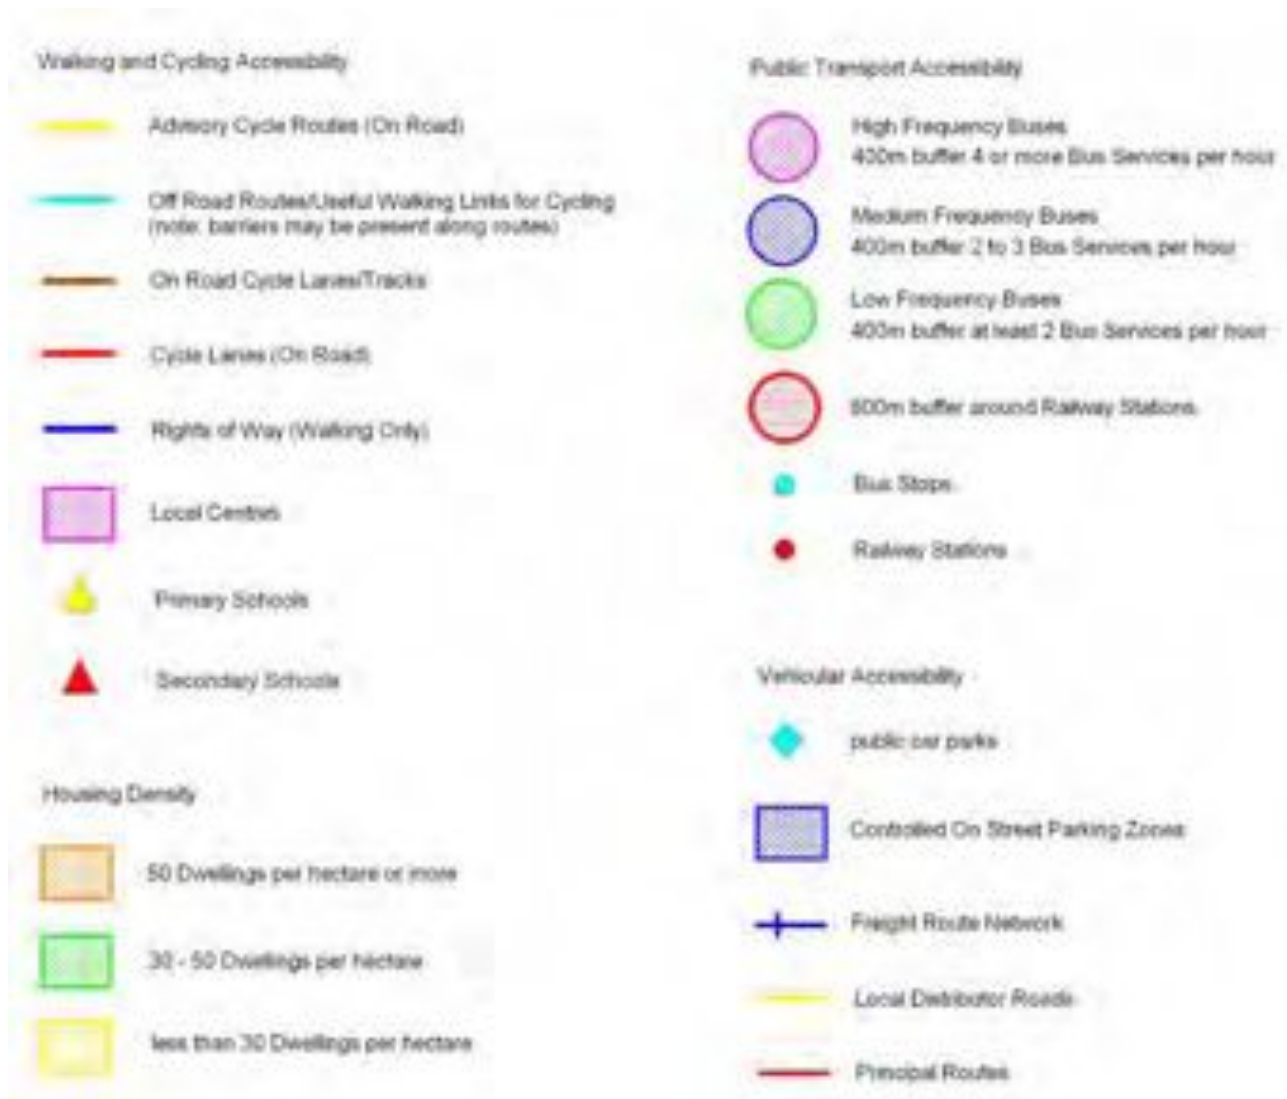 Walking and Cycling Accessibility
Advisory Cycle Routes (On Road)
Off Road Routes/Useful Walking Links for Cycling
(note: barriers may be present along routes)
On Road Cycle Lanes/Tracks
Cycle Lanes (On Road)
Rights of Way (Walking Only)
Local Centres
Primary Schools
Secondary Schools
Housing Density
50 Dwellings per hectare or more
30 - 50 Dwellings per hectare
less than 30 Dwellings per hectare
Public Transport Accessibility
High Frequency Buses
400m buffer 4 or more Bus Services per hour
Medium Frequency Buses
400m buffer 2 to 3 Bus Services per hour
Low Frequency Buses
400m buffer at least 2 Bus Services per hour
buffer around Railway Stations
Bus Stops
Railway Stations
Vehicular Accessibility
public car parks
Controlled On Street Parking Zones
Freight Route Network
Local Distributor Roads
Principal Routes